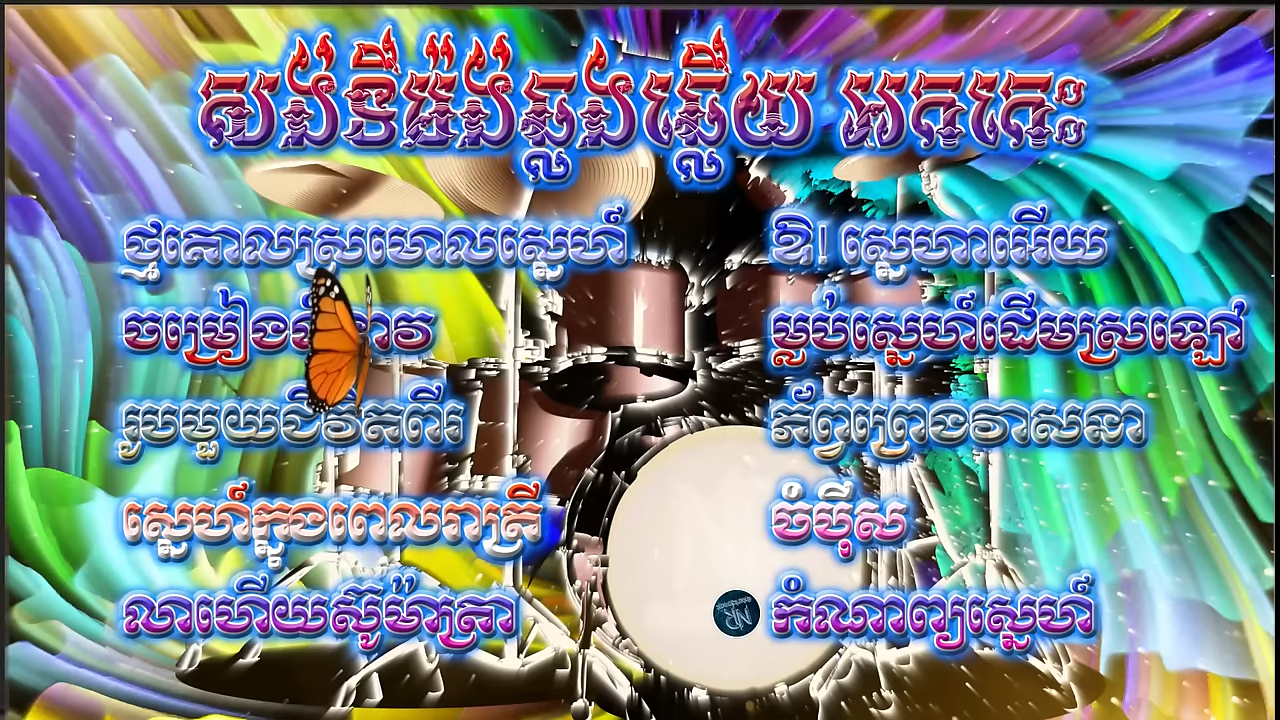 សង់ទីម៉ង់ឆ្លងឆ្លើយ អកកេះ
ថ្មគោលស្រហេលស្នេហ៍
ឱ! ស្នេហាអើយ
ចម្រៀង
ម្លប់ស្នេហ៍ដើមស្រឡៅ
រូបមួយជីវិតពីរ
ភ័ព្វព្រេងវាសនា
ស្នេហ៍ក្នុងពេលរាត្រី
ចំប៉ីស
លាហើយស៊ូម៉ាត្រា
កំណាព្យស្នេហ៍
NR